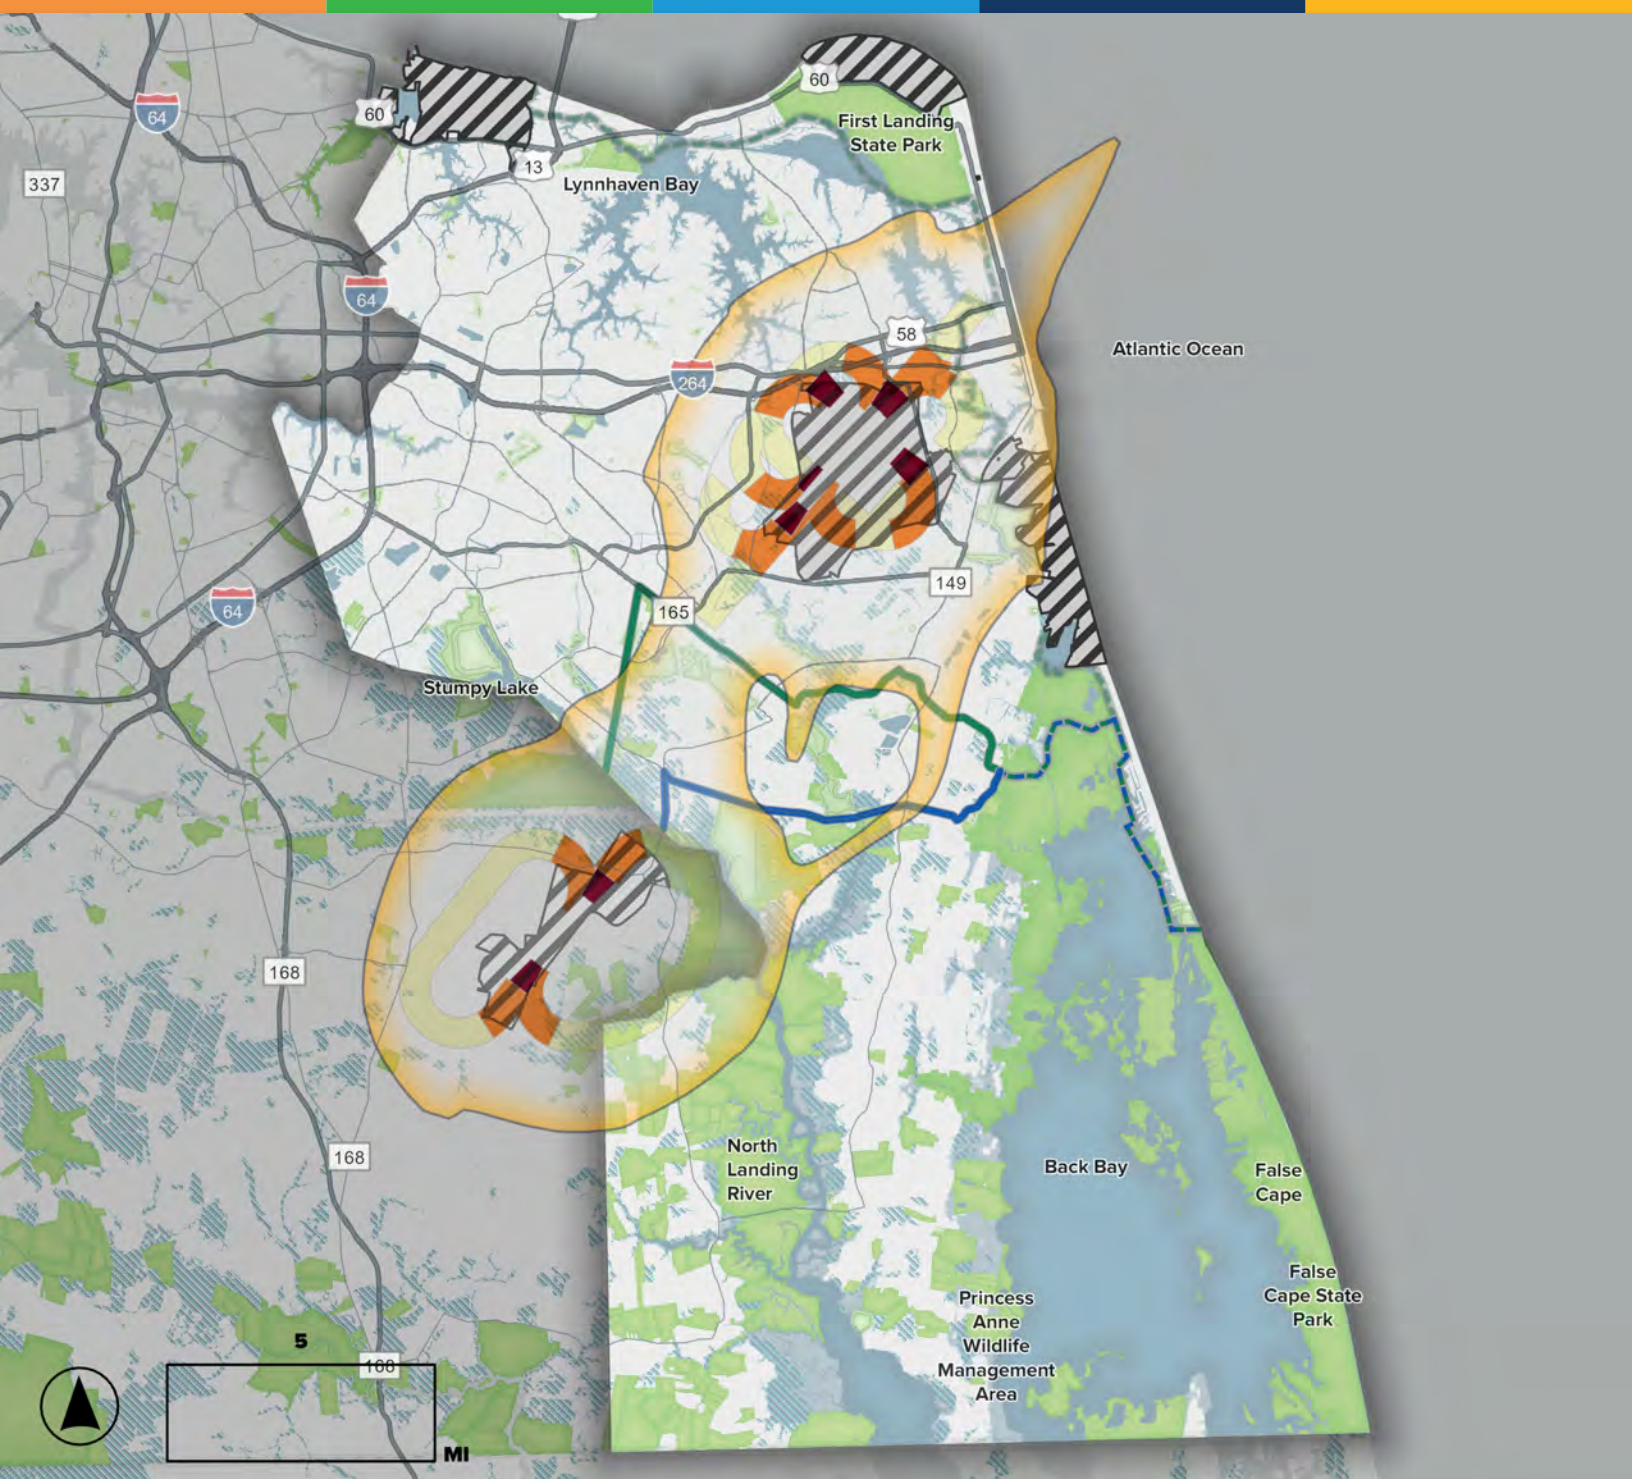 60
64
60
First Landing
State Park
13
337
Lynnhaven Bay
64
58
Atlantic Ocean
264
149
64
165
Stumpy Lake
168
North
Landing
River
168
Back Bay
False
Cape
False
Cape State
Park
Princess
Anne
Wildlife
Management
Area
5
168
MI